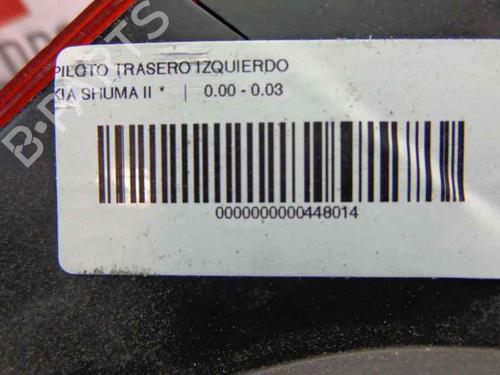 PILOTO TRASERO IZQUIERDO
KIA SHUMA II * | 0.00 - 0.03
0000000000448014
B-PARTS